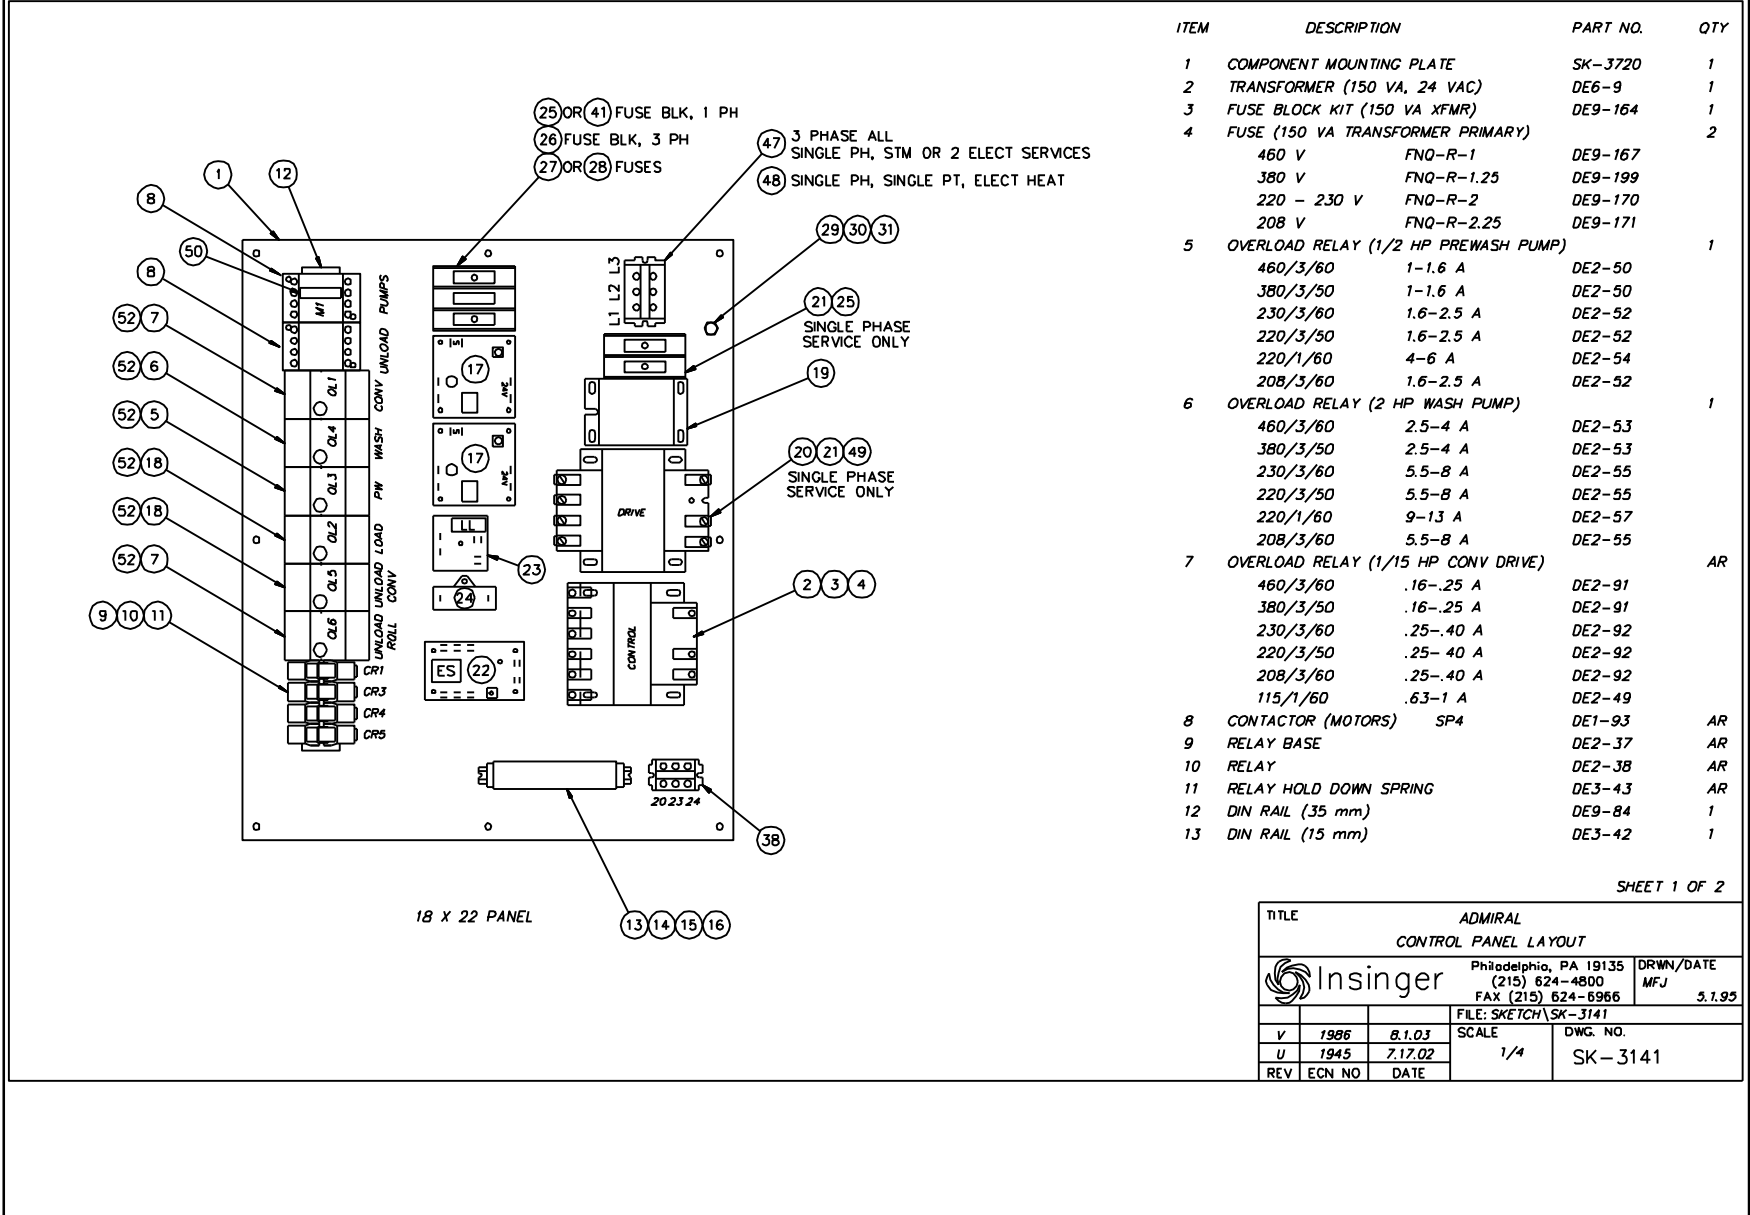 25 OR 41 FUSE BLK, 1 PH
26 FUSE BLK, 3 PH
27 OR 28 FUSES
47 3 PHASE ALL
SINGLE PH, STM OR 2 ELECT SERVICES
48 SINGLE PH, SINGLE PT, ELECT HEAT
1
12
8
50
8
29 30 31
21 25
SINGLE PHASE
SERVICE ONLY
19
20 21 49
SINGLE PHASE
SERVICE ONLY
52 7
52 6
52 5
52 18
52 18
52 7
9 10 11
2 3 4
23
38
13 14 15 16
M1
PUMPS
UNLOAD
OL1
CONV
OL4
WASH
OL3
PW
OL2
LOAD
OL5
UNLOAD
CONV
OL6
UNLOAD
ROLL
CR1
CR3
CR4
CR5
L1 L2 L3
17
24V
17
24V
LL
24
ES
22
DRIVE
CONTROL
20 23 24
18 X 22 PANEL
ITEM DESCRIPTION PART NO. QTY
1 COMPONENT MOUNTING PLATE SK-3720 1
2 TRANSFORMER (150 VA, 24 VAC) DE6-9 1
3 FUSE BLOCK KIT (150 VA XFMR) DE9-164 1
4 FUSE (150 VA TRANSFORMER PRIMARY) 2
460 V FNQ-R-1 DE9-167
380 V FNQ-R-1.25 DE9-199
220 - 230 V FNQ-R-2 DE9-170
208 V FNQ-R-2.25 DE9-171
5 OVERLOAD RELAY (1/2 HP PREWASH PUMP) 1
460/3/60 1-1.6 A DE2-50
380/3/50 1-1.6 A DE2-50
230/3/60 1.6-2.5 A DE2-52
220/3/50 1.6-2.5 A DE2-52
220/1/60 4-6 A DE2-54
208/3/60 1.6-2.5 A DE2-52
6 OVERLOAD RELAY (2 HP WASH PUMP) 1
460/3/60 2.5-4 A DE2-53
380/3/50 2.5-4 A DE2-53
230/3/60 5.5-8 A DE2-55
220/3/50 5.5-8 A DE2-55
220/1/60 9-13 A DE2-57
208/3/60 5.5-8 A DE2-55
7 OVERLOAD RELAY (1/15 HP CONV DRIVE) AR
460/3/60 .16-.25 A DE2-91
380/3/50 .16-.25 A DE2-91
230/3/60 .25-.40 A DE2-92
220/3/50 .25-40 A DE2-92
208/3/60 .25-.40 A DE2-92
115/1/60 .63-1 A DE2-49
8 CONTACTOR (MOTORS) SP4 DE1-93 AR
9 RELAY BASE DE2-37 AR
10 RELAY DE2-38 AR
11 RELAY HOLD DOWN SPRING DE3-43 AR
12 DIN RAIL (35 mm) DE9-84 1
13 DIN RAIL (15 mm) DE3-42 1
SHEET 1 OF 2
TITLE
ADMIRAL
CONTROL PANEL LAYOUT
Insinger
Philadelphia, PA 19135
(215) 624-4800
FAX (215) 624-6966
DRWN/DATE
MFJ
5.1.95
FILE: SKETCH\SK-3141
V 1986 8.1.03
U 1945 7.17.02
REV ECN NO DATE
SCALE
1/4
DWG. NO.
SK-3141